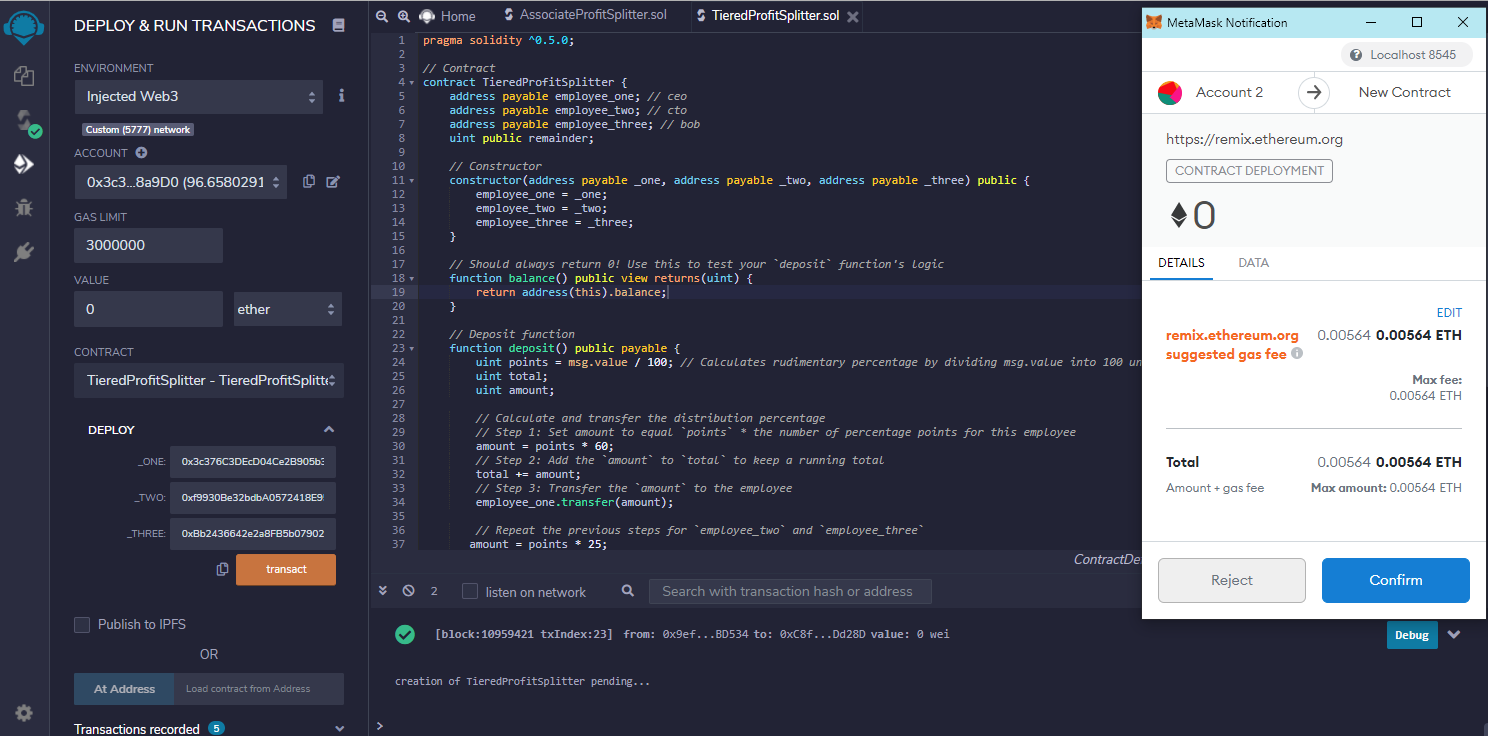 DEPLOY & RUN TRANSACTIONS
ENVIRONMENT
Injected Web3
i
Custom (5777) network
ACCOUNT
0x3c3...8a9D0 (96.6580291
GAS LIMIT
3000000
VALUE
0
ether
CONTRACT
TieredProfitSplitter - TieredProfitSplitte
DEPLOY
_ONE: 0x3c376C3DEcD04Ce2B905b3
_TWO: 0xf9930Be32bdbA0572418E9
_THREE: 0xBb2436642e2a8FB5b07902
transact
Publish to IPFS
OR
At Address Load contract from Address
Transactions recorded 5
Home AssociateProfitSplitter.sol TieredProfitSplitter.sol
1 pragma solidity ^0.5.0;
2
3 // Contract
4 contract TieredProfitSplitter {
5 address payable employee_one; // ceo
6 address payable employee_two; // cto
7 address payable employee_three; // bob
8 uint public remainder;
9
10 // Constructor
11 constructor(address payable _one, address payable _two, address payable _three) public {
12 employee_one = _one;
13 employee_two = _two;
14 employee_three = _three;
15 }
16
17 // Should always return 0! Use this to test your `deposit` function's logic
18 function balance() public view returns(uint) {
19 return address(this).balance;
20 }
21
22 // Deposit function
23 function deposit() public payable {
24 uint points = msg.value / 100; // Calculates rudimentary percentage by dividing msg.value into 100 un
25 uint total;
26 uint amount;
27
28 // Calculate and transfer the distribution percentage
29 // Step 1: Set amount to equal `points` * the number of percentage points for this employee
30 amount = points * 60;
31 // Step 2: Add the `amount` to `total` to keep a running total
32 total += amount;
33 // Step 3: Transfer the `amount` to the employee
34 employee_one.transfer(amount);
35
36 // Repeat the previous steps for `employee_two` and `employee_three`
37 amount = points * 25;
ContractDe
2 listen on network Search with transaction hash or address
[block:10959421 txIndex:23] from: 0x9ef...BD534 to: 0xC8f...Dd28D value: 0 wei
Debug
creation of TieredProfitSplitter pending...
>
MetaMask Notification
Localhost 8545
Account 2 New Contract
https://remix.ethereum.org
CONTRACT DEPLOYMENT
0
DETAILS DATA
EDIT
remix.ethereum.org 0.00564 0.00564 ETH
suggested gas fee
Max fee:
0.00564 ETH
Total 0.00564 0.00564 ETH
Amount + gas fee Max amount: 0.00564 ETH
Reject Confirm